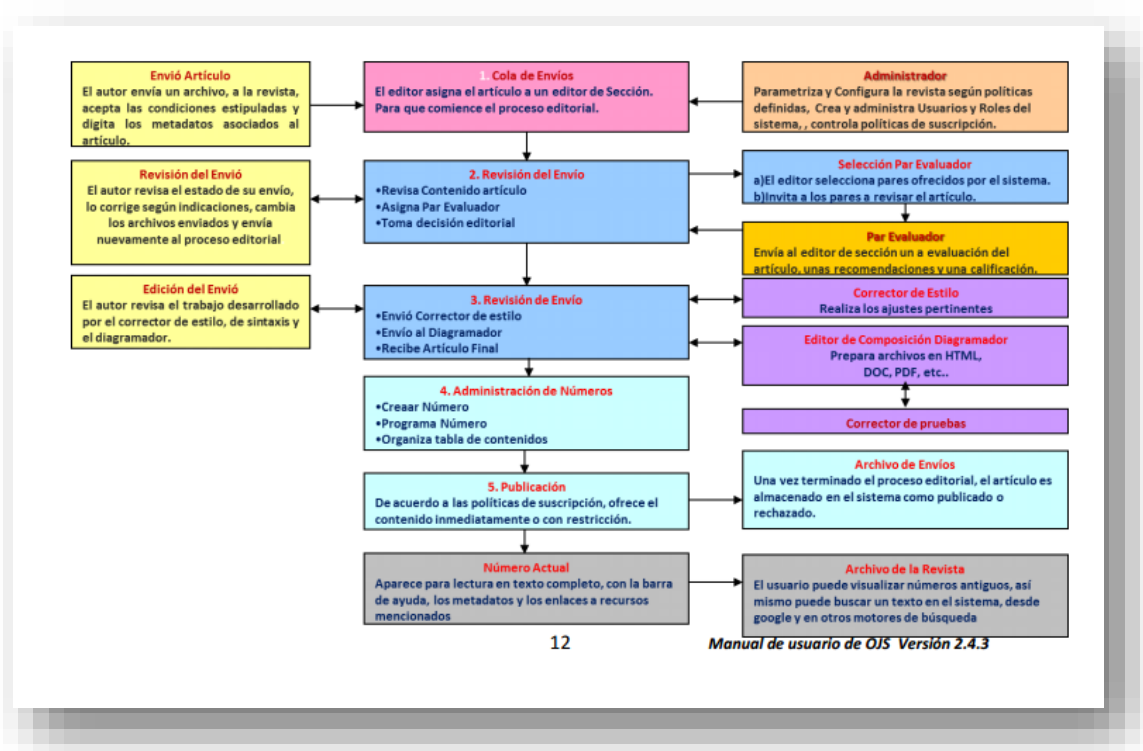 Envió Artículo
El autor envía un archivo, a la revista,
acepta las condiciones estipuladas y
digita los metadatos asociados al
artículo.
1. Cola de Envíos
El editor asigna el artículo a un editor de Sección.
Para que comience el proceso editorial.
Administrador
Parametriza y Configura la revista según políticas
definidas, Crea y administra Usuarios y Roles del
sistema, , controla políticas de suscripción.
Revisión del Envió
El autor revisa el estado de su envío,
lo corrige según indicaciones, cambia
los archivos enviados y envía
nuevamente al proceso editorial
2. Revisión del Envío
•Revisa Contenido artículo
•Asigna Par Evaluador
•Toma decisión editorial
Selección Par Evaluador
a)El editor selecciona pares ofrecidos por el sistema.
b)Invita a los pares a revisar el artículo.
Par Evaluador
Envía al editor de sección un a evaluación del
artículo, unas recomendaciones y una calificación.
Edición del Envió
El autor revisa el trabajo desarrollado
por el corrector de estilo, de sintaxis y
el diagramador.
3. Revisión de Envío
•Envió Corrector de estilo
•Envío al Diagramador
•Recibe Artículo Final
Corrector de Estilo
Realiza los ajustes pertinentes
Editor de Composición Diagramador
Prepara archivos en HTML,
DOC, PDF, etc..
Corrector de pruebas
4. Administración de Números
•Creaar Número
•Programa Número
•Organiza tabla de contenidos
5. Publicación
De acuerdo a las políticas de suscripción, ofrece el
contenido inmediatamente o con restricción.
Archivo de Envíos
Una vez terminado el proceso editorial, el artículo es
almacenado en el sistema como publicado o
rechazado.
Número Actual
Aparece para lectura en texto completo, con la barra
de ayuda, los metadatos y los enlaces a recursos
mencionados
Archivo de la Revista
El usuario puede visualizar números antiguos, así
mismo puede buscar un texto en el sistema, desde
google y en otros motores de búsqueda
12
Manual de usuario de OJS Versión 2.4.3